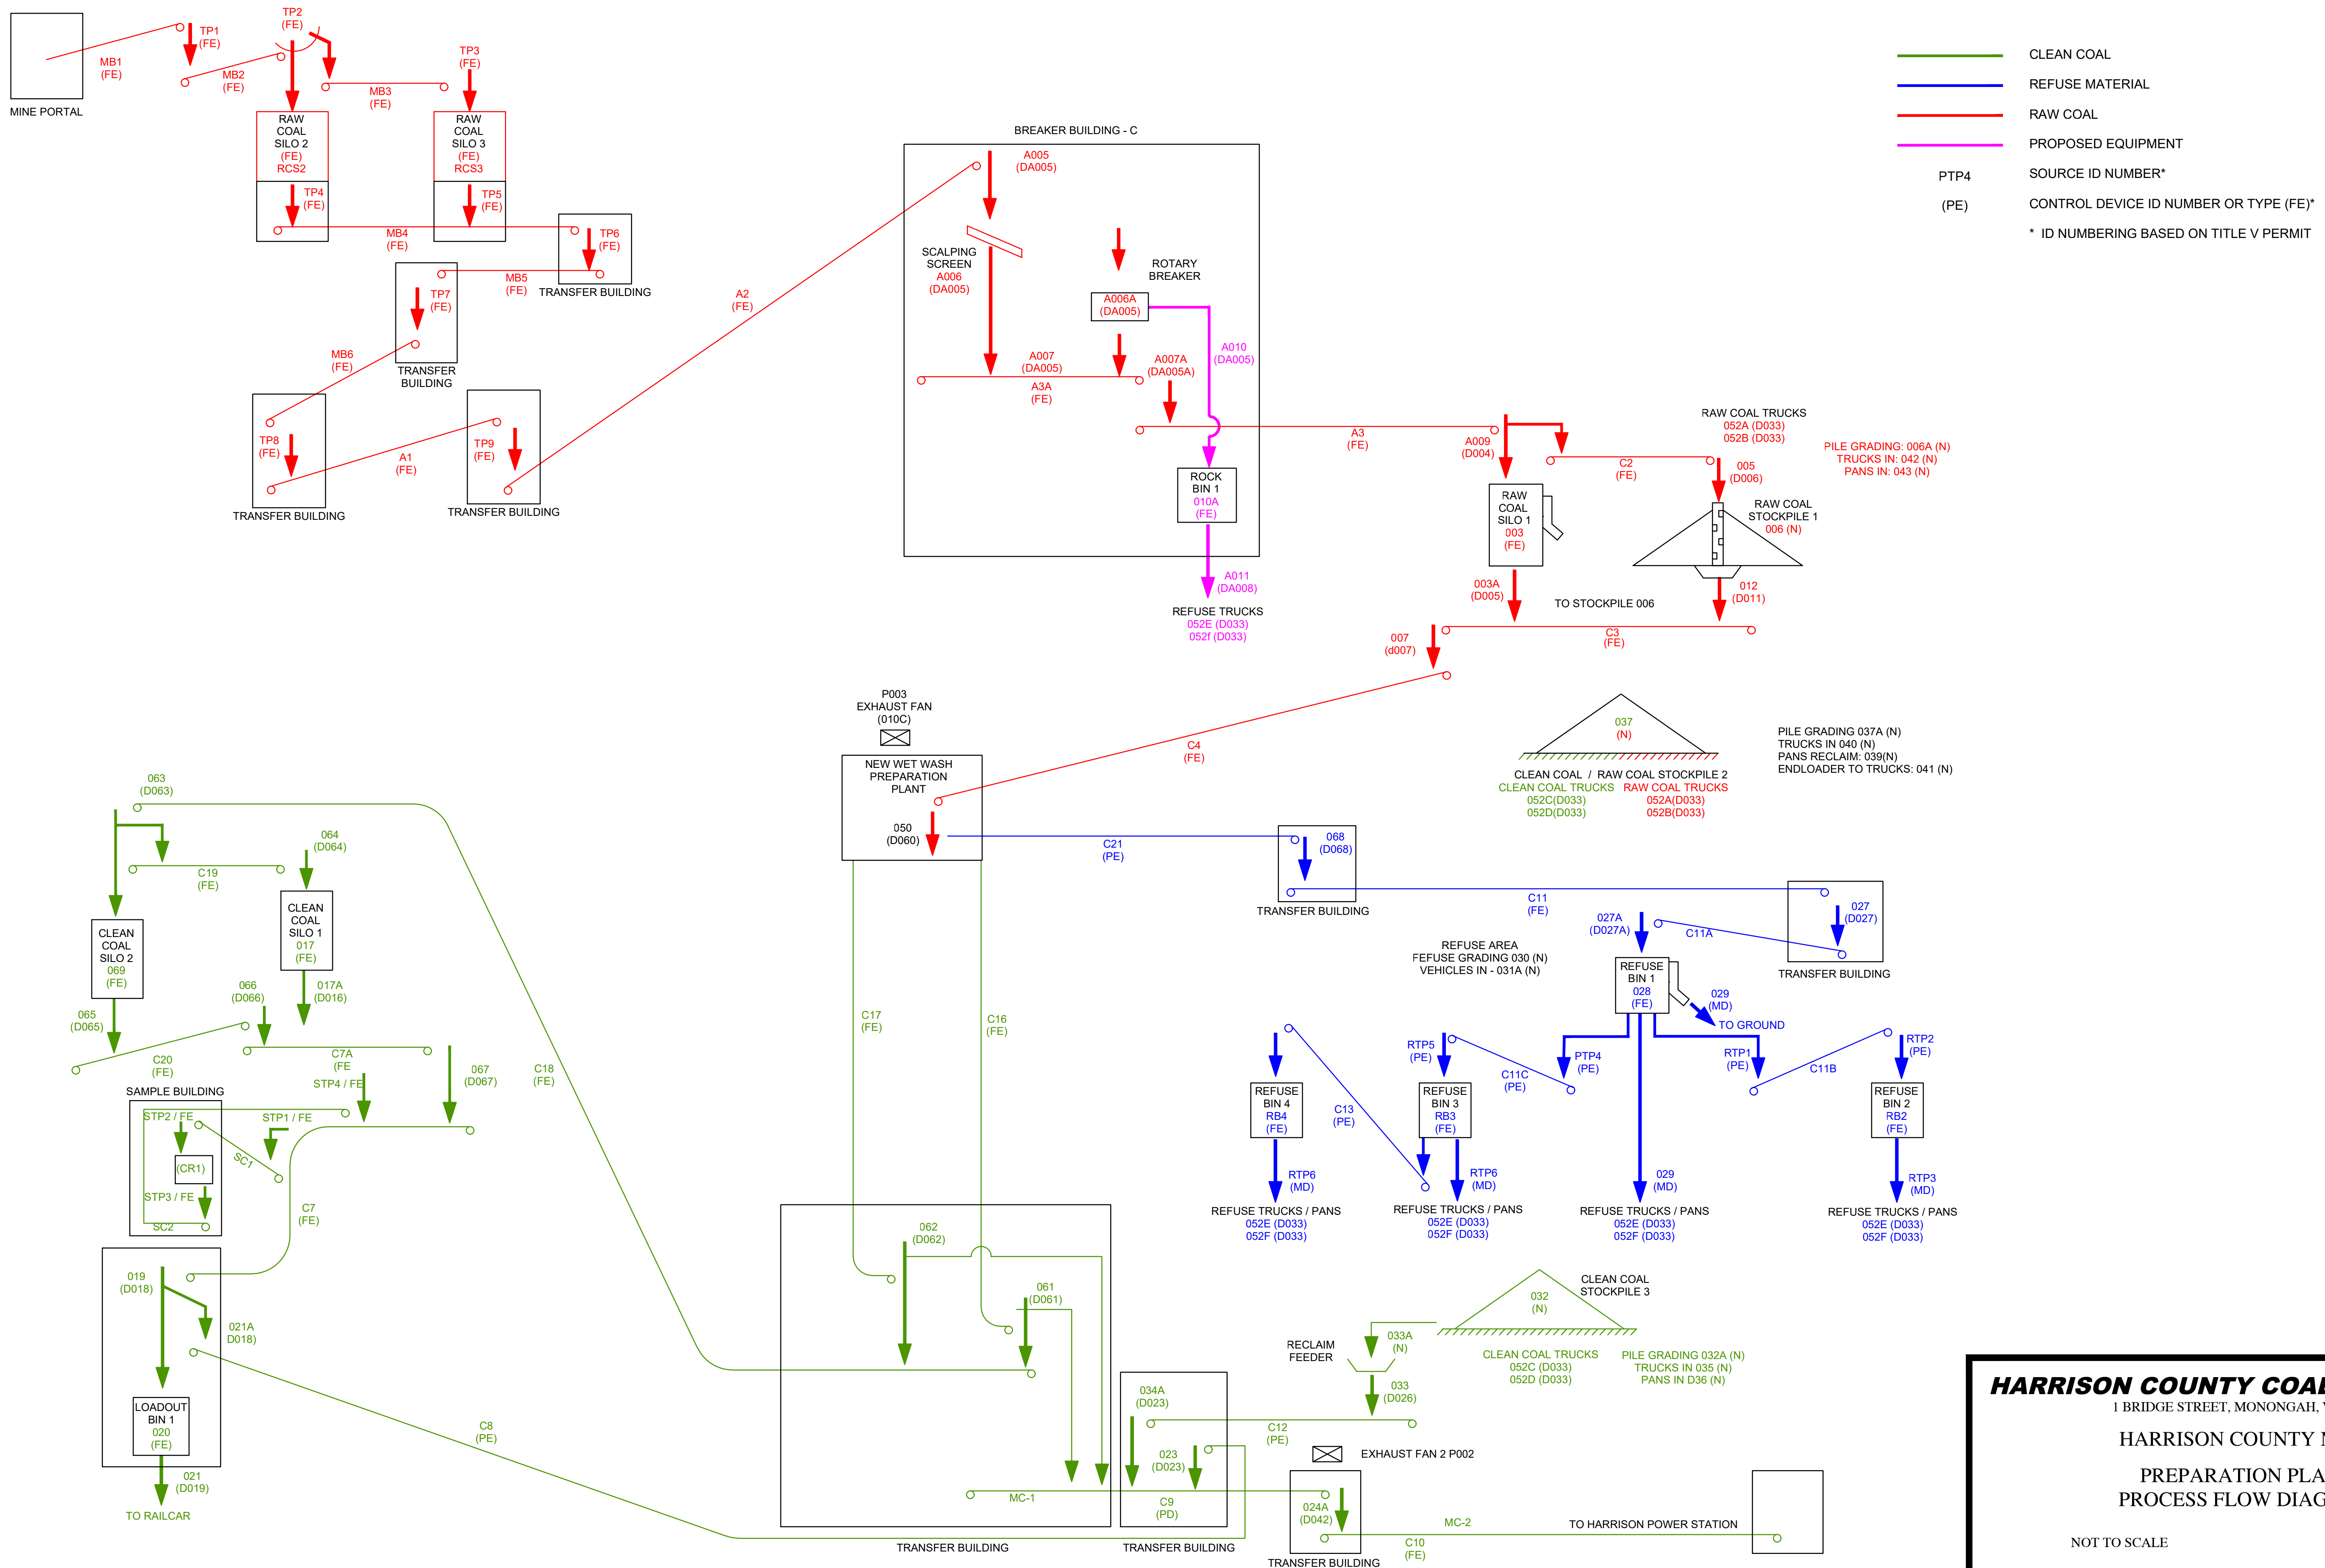 MINE PORTAL
MB1
(FE)
TP1
(FE)
MB2
(FE)
TP2
(FE)
MB3
(FE)
TP3
(FE)
RAW
COAL
SILO 2
(FE)
RCS2
RAW
COAL
SILO 3
(FE)
RCS3
TP4
(FE)
TP5
(FE)
MB4
(FE)
TP6
(FE)
MB5
(FE)
TRANSFER BUILDING
TP7
(FE)
TRANSFER
BUILDING
MB6
(FE)
TP8
(FE)
TRANSFER BUILDING
A1
(FE)
TP9
(FE)
TRANSFER BUILDING
A2
(FE)
BREAKER BUILDING - C
A005
(DA005)
SCALPING
SCREEN
A006
(DA005)
ROTARY
BREAKER
A006A
(DA005)
A007
(DA005)
A3A
(FE)
A007A
(DA005A)
A010
(DA005)
ROCK
BIN 1
010A
(FE)
A011
(DA008)
REFUSE TRUCKS
052E (D033)
052f (D033)
A3
(FE)
A009
(D004)
C2
(FE)
RAW COAL TRUCKS
052A (D033)
052B (D033)
005
(D006)
PILE GRADING: 006A (N)
TRUCKS IN: 042 (N)
PANS IN: 043 (N)
RAW
COAL
SILO 1
003
(FE)
RAW COAL
STOCKPILE 1
006 (N)
003A
(D005)
TO STOCKPILE 006
012
(D011)
007
(d007)
C3
(FE)
CLEAN COAL
REFUSE MATERIAL
RAW COAL
PROPOSED EQUIPMENT
PTP4
SOURCE ID NUMBER*
(PE)
CONTROL DEVICE ID NUMBER OR TYPE (FE)*
* ID NUMBERING BASED ON TITLE V PERMIT
P003
EXHAUST FAN
(010C)
NEW WET WASH
PREPARATION
PLANT
050
(D060)
C4
(FE)
037
(N)
CLEAN COAL / RAW COAL STOCKPILE 2
CLEAN COAL TRUCKS RAW COAL TRUCKS
052C(D033) 052A(D033)
052D(D033) 052B(D033)
PILE GRADING 037A (N)
TRUCKS IN 040 (N)
PANS RECLAIM: 039(N)
ENDLOADER TO TRUCKS: 041 (N)
C21
(PE)
068
(D068)
TRANSFER BUILDING
C11
(FE)
027
(D027)
TRANSFER BUILDING
027A
(D027A)
C11A
REFUSE AREA
FEFUSE GRADING 030 (N)
VEHICLES IN - 031A (N)
REFUSE
BIN 1
028
(FE)
029
(MD)
TO GROUND
RTP5
(PE)
C11C
(PE)
PTP4
(PE)
RTP1
(PE)
C11B
RTP2
(PE)
REFUSE
BIN 4
RB4
(FE)
C13
(PE)
REFUSE
BIN 3
RB3
(FE)
REFUSE
BIN 2
RB2
(FE)
RTP6
(MD)
RTP6
(MD)
029
(MD)
RTP3
(MD)
REFUSE TRUCKS / PANS
052E (D033)
052F (D033)
REFUSE TRUCKS / PANS
052E (D033)
052F (D033)
REFUSE TRUCKS / PANS
052E (D033)
052F (D033)
REFUSE TRUCKS / PANS
052E (D033)
052F (D033)
063
(D063)
064
(D064)
C19
(FE)
CLEAN
COAL
SILO 2
069
(FE)
CLEAN
COAL
SILO 1
017
(FE)
065
(D065)
066
(D066)
017A
(D016)
C20
(FE)
C7A
(FE
067
(D067)
C18
(FE)
C17
(FE)
C16
(FE)
SAMPLE BUILDING
STP4 / FE
STP2 / FE
STP1 / FE
(CR1)
SC1
STP3 / FE
SC2
C7
(FE)
019
(D018)
021A
D018)
LOADOUT
BIN 1
020
(FE)
021
(D019)
TO RAILCAR
C8
(PE)
062
(D062)
061
(D061)
MC-1
TRANSFER BUILDING
034A
(D023)
023
(D023)
C9
(PD)
TRANSFER BUILDING
C12
(PE)
RECLAIM
FEEDER
033A
(N)
033
(D026)
032
(N)
CLEAN COAL
STOCKPILE 3
CLEAN COAL TRUCKS
052C (D033)
052D (D033)
PILE GRADING 032A (N)
TRUCKS IN 035 (N)
PANS IN D36 (N)
EXHAUST FAN 2 P002
024A
(D042)
TRANSFER BUILDING
MC-2
C10
(FE)
TO HARRISON POWER STATION
HARRISON COUNTY COAL
1 BRIDGE STREET, MONONGAH,
HARRISON COUNTY
PREPARATION PLA
PROCESS FLOW DIAG
NOT TO SCALE